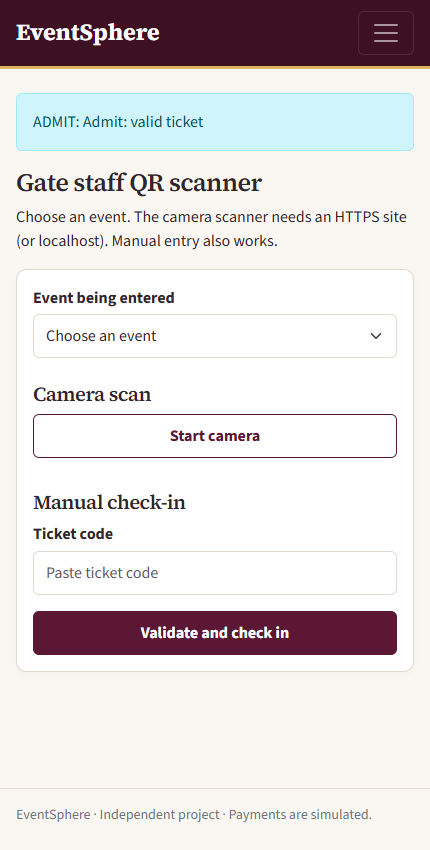 EventSphere
ADMIT: Admit: valid ticket
Gate staff QR scanner
Choose an event. The camera scanner needs an HTTPS site
(or localhost). Manual entry also works.
Event being entered
Choose an event
Camera scan
Start camera
Manual check-in
Ticket code
Paste ticket code
Validate and check in
EventSphere · Independent project · Payments are simulated.